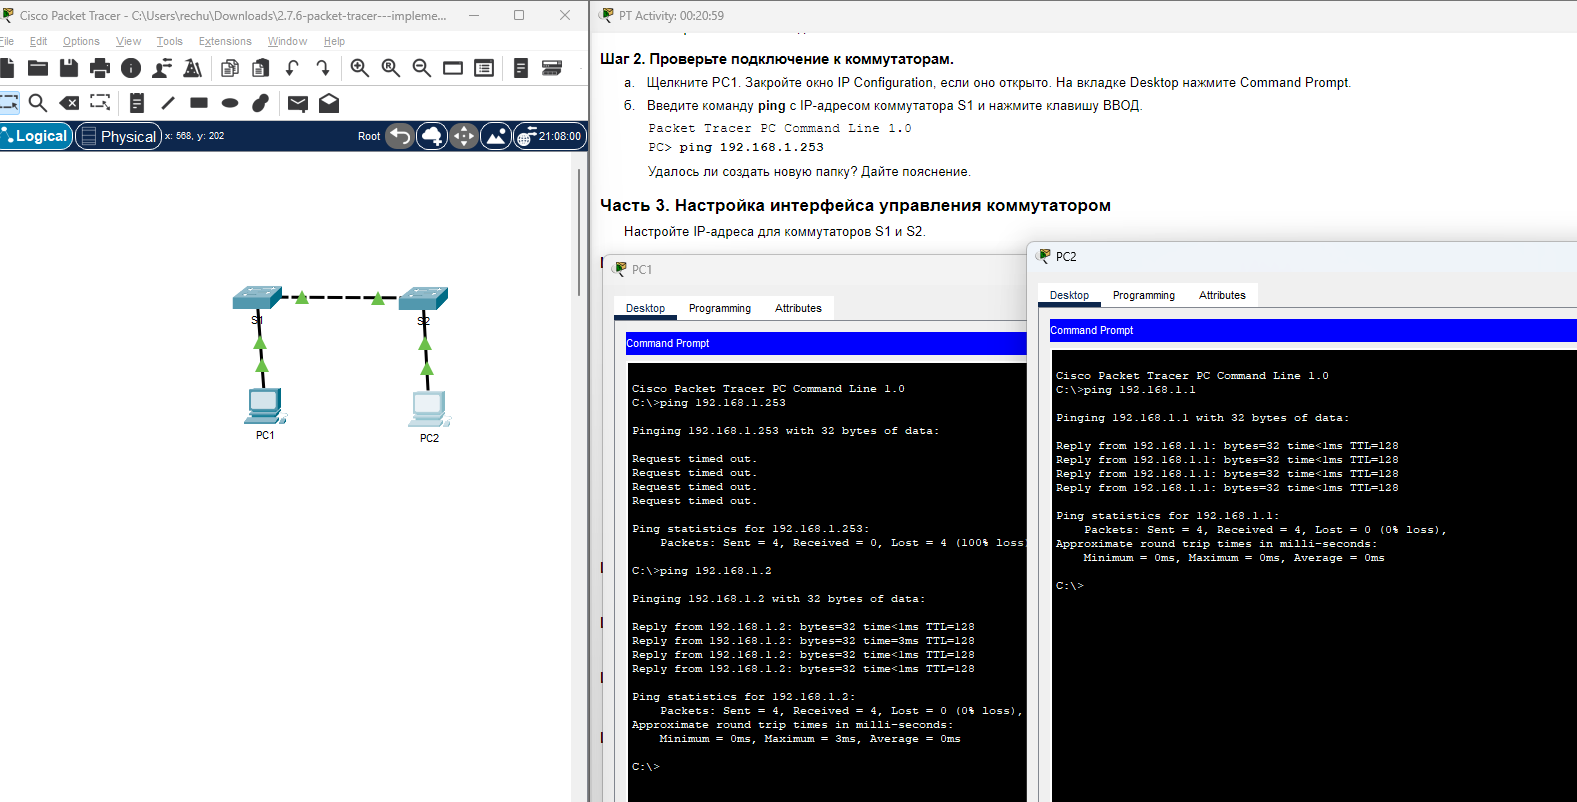 Cisco Packet Tracer - C:\Users\rechu\Downloads\2.7.6-packet-tracer---impleme...
File Edit Options View Tools Extensions Window Help
Logical Physical x: 568, y: 202 Root 21:08:00
S1 S2
PC1 PC2
PT Activity: 00:20:59
Шаг 2. Проверьте подключение к коммутаторам.
а. Щелкните PC1. Закройте окно IP Configuration, если оно открыто. На вкладке Desktop нажмите Command Prompt.
б. Введите команду ping с IP-адресом коммутатора S1 и нажмите клавишу ВВОД.
Packet Tracer PC Command Line 1.0
PC> ping 192.168.1.253
Удалось ли создать новую папку? Дайте пояснение.
Часть 3. Настройка интерфейса управления коммутатором
Настройте IP-адреса для коммутаторов S1 и S2.
PC1
Desktop Programming Attributes
Command Prompt
Cisco Packet Tracer PC Command Line 1.0
C:\>ping 192.168.1.253
Pinging 192.168.1.253 with 32 bytes of data:
Request timed out.
Request timed out.
Request timed out.
Request timed out.
Ping statistics for 192.168.1.253:
Packets: Sent = 4, Received = 0, Lost = 4 (100% loss)
C:\>ping 192.168.1.2
Pinging 192.168.1.2 with 32 bytes of data:
Reply from 192.168.1.2: bytes=32 time<1ms TTL=128
Reply from 192.168.1.2: bytes=32 time=3ms TTL=128
Reply from 192.168.1.2: bytes=32 time<1ms TTL=128
Reply from 192.168.1.2: bytes=32 time<1ms TTL=128
Ping statistics for 192.168.1.2:
Packets: Sent = 4, Received = 4, Lost = 0 (0% loss),
Approximate round trip times in milli-seconds:
Minimum = 0ms, Maximum = 3ms, Average = 0ms
C:\>
PC2
Desktop Programming Attributes
Command Prompt
Cisco Packet Tracer PC Command Line 1.0
C:\>ping 192.168.1.1
Pinging 192.168.1.1 with 32 bytes of data:
Reply from 192.168.1.1: bytes=32 time<1ms TTL=128
Reply from 192.168.1.1: bytes=32 time<1ms TTL=128
Reply from 192.168.1.1: bytes=32 time<1ms TTL=128
Reply from 192.168.1.1: bytes=32 time<1ms TTL=128
Ping statistics for 192.168.1.1:
Packets: Sent = 4, Received = 4, Lost = 0 (0% loss),
Approximate round trip times in milli-seconds:
Minimum = 0ms, Maximum = 0ms, Average = 0ms
C:\>